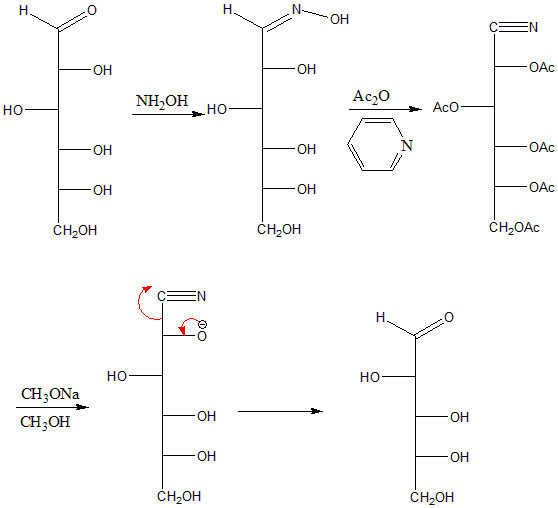 H O
OH
HO
OH
OH
CH₂OH
NH₂OH
H N OH
OH
HO
OH
OH
CH₂OH
Ac₂O
N
C N
OAc
AcO
OAc
OAc
CH₂OAc
CH₃ONa
CH₃OH
C N
O ⊖
HO
OH
OH
CH₂OH
H O
HO
OH
OH
CH₂OH